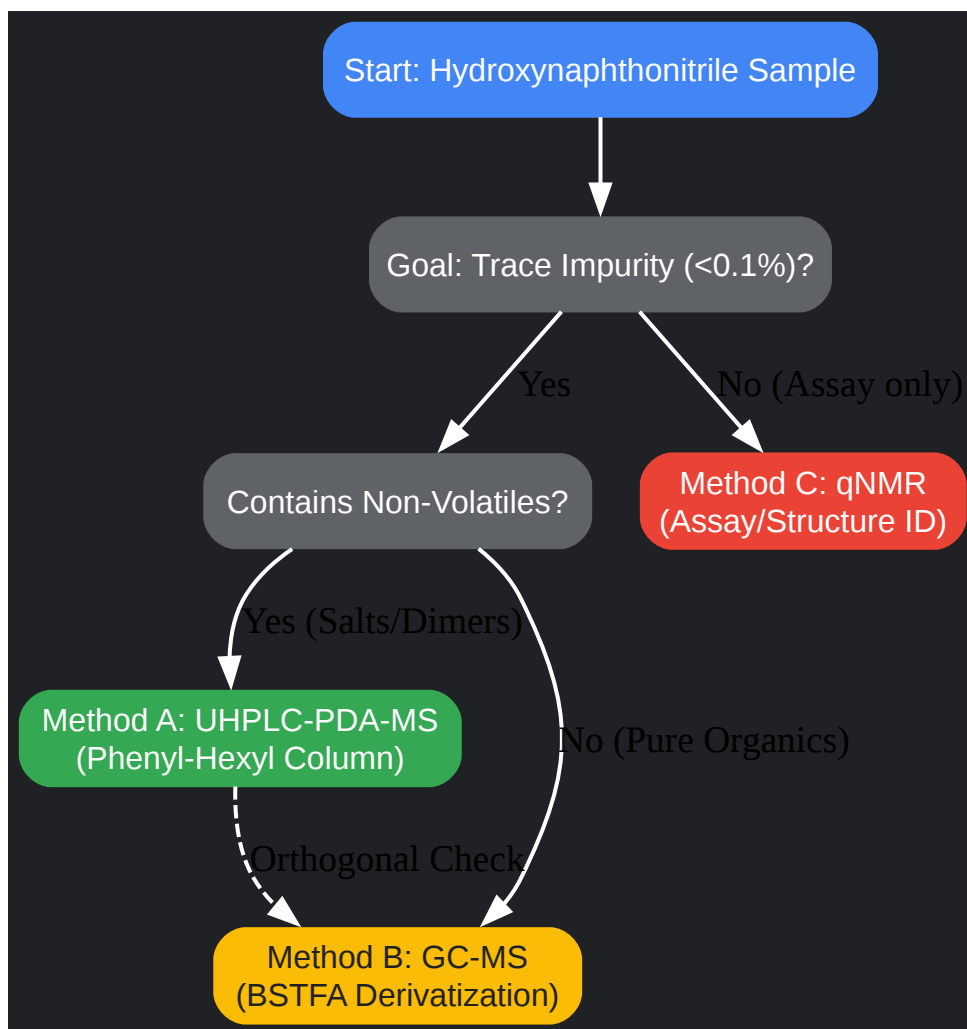 Start: Hydroxynaphthonitrile Sample
Goal: Trace Impurity (<0.1%)?
Yes
No (Assay only)
Contains Non-Volatiles?
Method C: qNMR
(Assay/Structure ID)
Yes (Salts/Dimers)
Method A: UHPLC-PDA-MS
(Phenyl-Hexyl Column)
No (Pure Organics)
Orthogonal Check
Method B: GC-MS
(BSTFA Derivatization)